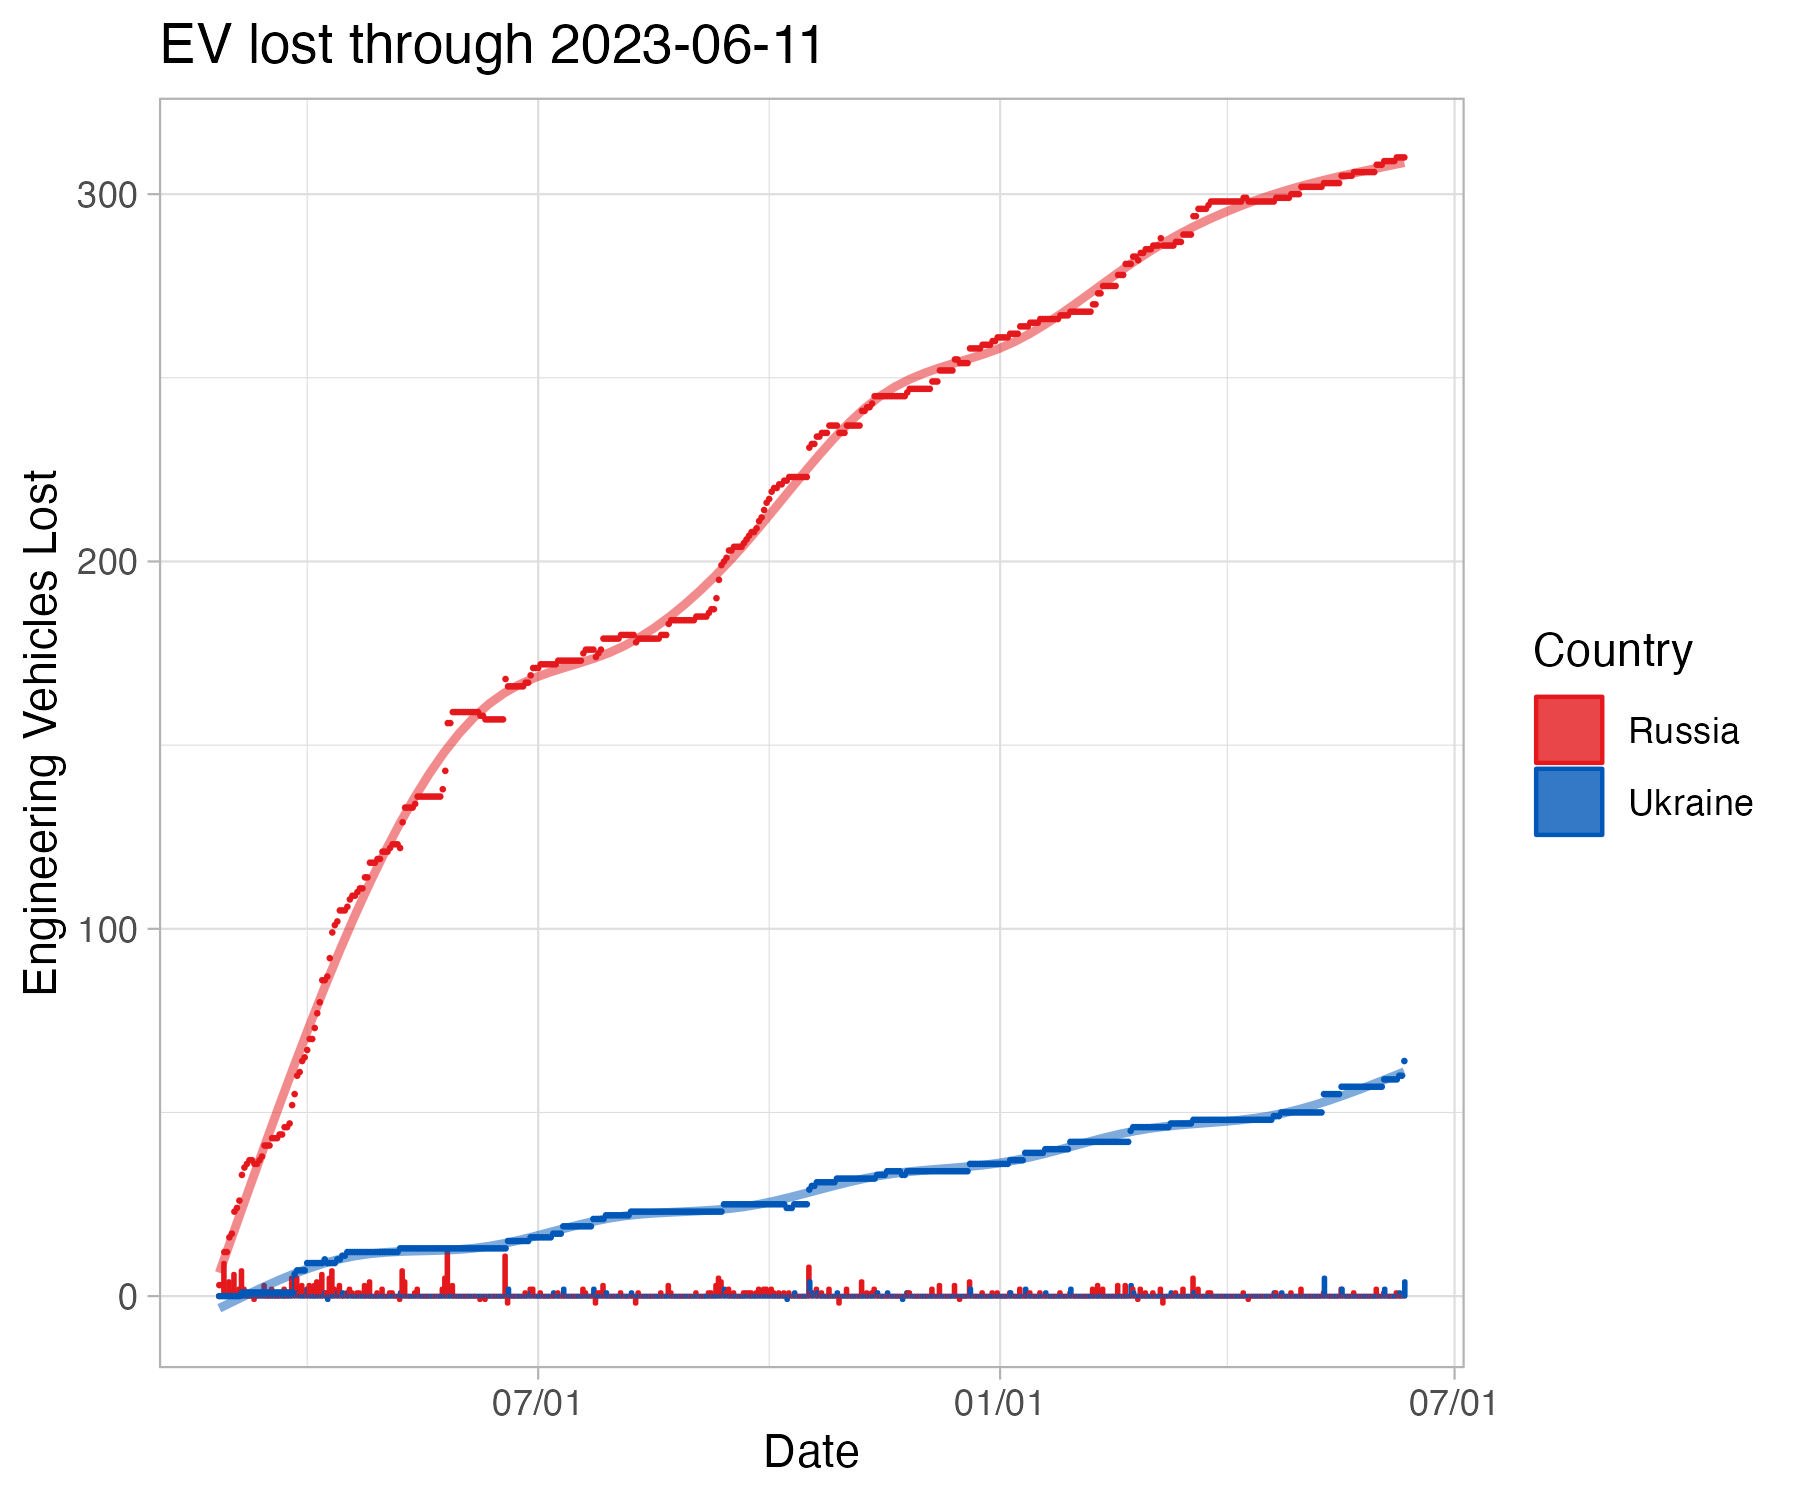 EV lost through 2023-06-11
Engineering Vehicles Lost
300
200
100
0
07/01
01/01
07/01
Date
Country
Russia
Ukraine